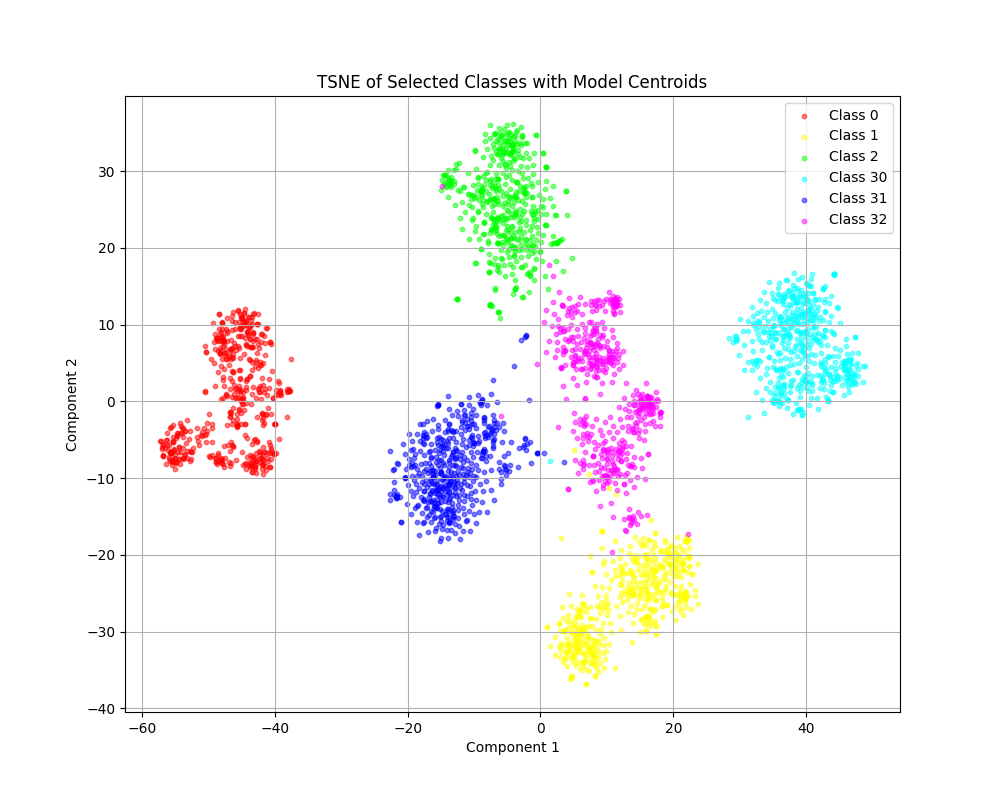 TSNE of Selected Classes with Model Centroids
Class 0
Class 1
Class 2
Class 30
Class 31
Class 32
30
20
10
0
−10
−20
−30
−40
Component 2
−60
−40
−20
0
20
40
Component 1